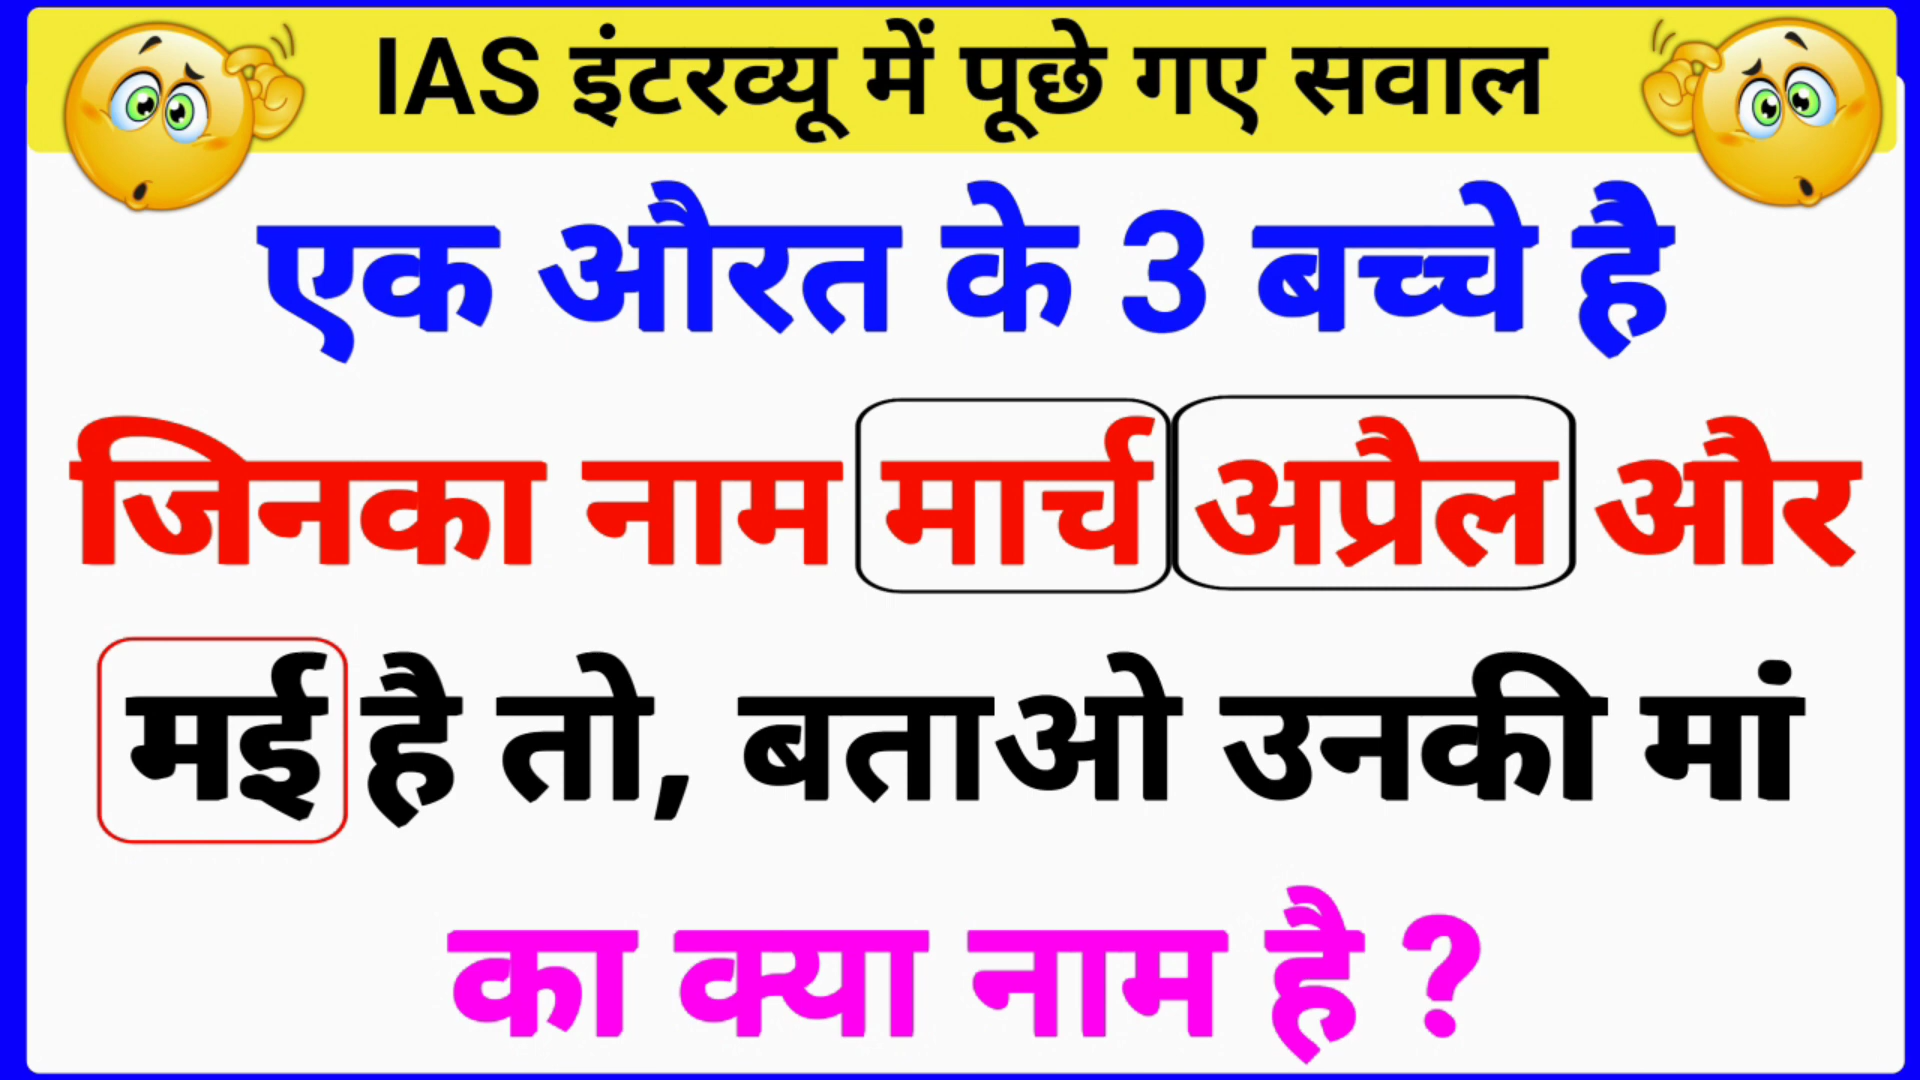 IAS इंटरव्यू में पूछे गए सवाल
एक औरत के 3 बच्चे है
जिनका नाम मार्च अप्रैल और
मई है तो, बताओ उनकी मां
का क्या नाम है ?